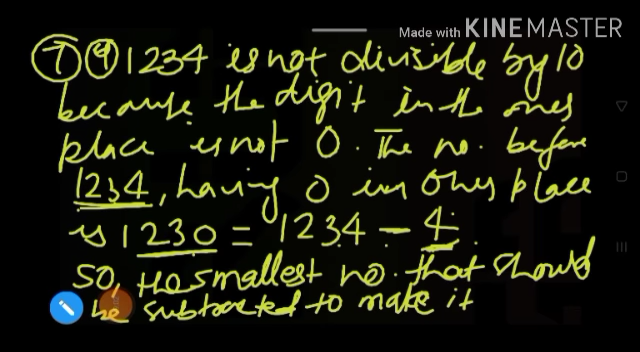 Made with KINEMASTER
7 4 1234 is not divisible by 10
because the digit in the ones
place is not 0. The no. before
1234, having 0 in ones place
is 1230 = 1234 - 4.
So, the smallest no. that should
be subtracted to make it